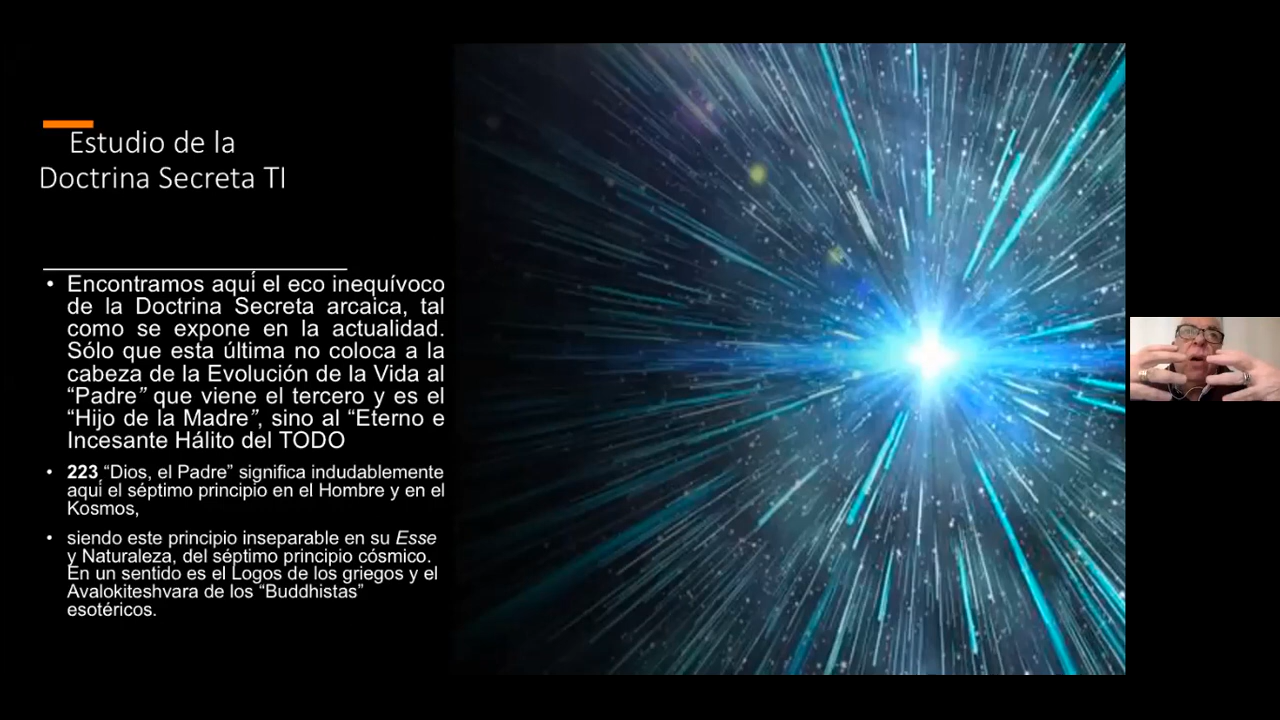 Estudio de la
Doctrina Secreta TI
• Encontramos aquí el eco inequívoco
de la Doctrina Secreta arcaica, tal
como se expone en la actualidad.
Sólo que esta última no coloca a la
cabeza de la Evolución de la Vida al
“Padre” que viene el tercero y es el
“Hijo de la Madre”, sino al “Eterno e
Incesante Hálito del TODO
• 223 “Dios, el Padre” significa indudablemente
aquí el séptimo principio en el Hombre y en el
Kosmos,
• siendo este principio inseparable en su Esse
y Naturaleza, del séptimo principio cósmico.
En un sentido es el Logos de los griegos y el
Avalokiteshvara de los “Buddhistas”
esotéricos.